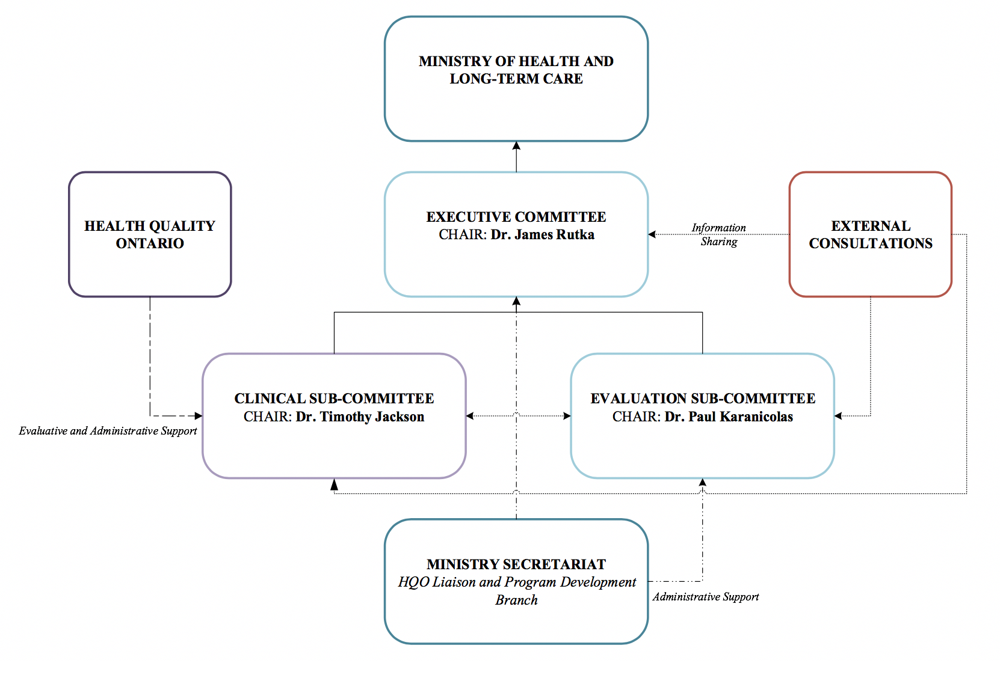 MINISTRY OF HEALTH AND
LONG-TERM CARE
HEALTH QUALITY
ONTARIO
EXECUTIVE COMMITTEE
CHAIR: Dr. James Rutka
Information
Sharing
EXTERNAL
CONSULTATIONS
CLINICAL SUB-COMMITTEE
CHAIR: Dr. Timothy Jackson
EVALUATION SUB-COMMITTEE
CHAIR: Dr. Paul Karanicolas
Evaluative and Administrative Support
MINISTRY SECRETARIAT
HQO Liaison and Program Development
Branch
Administrative Support